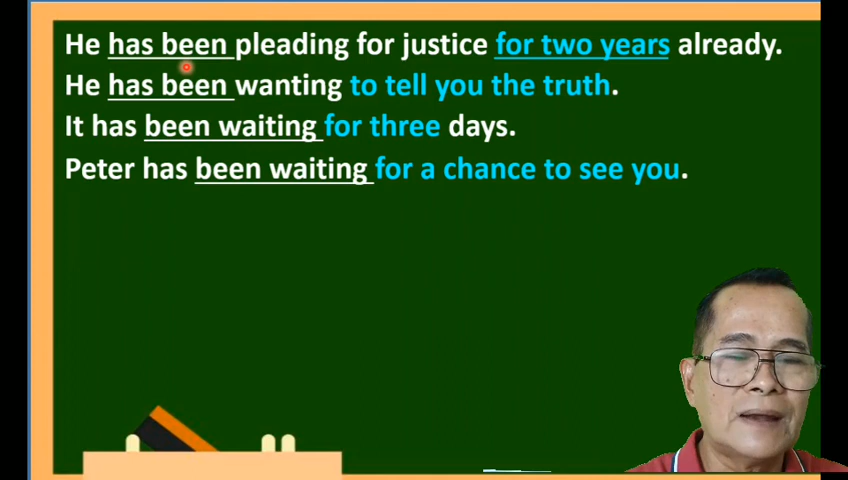 He has been pleading for justice for two years already.
He has been wanting to tell you the truth.
It has been waiting for three days.
Peter has been waiting for a chance to see you.